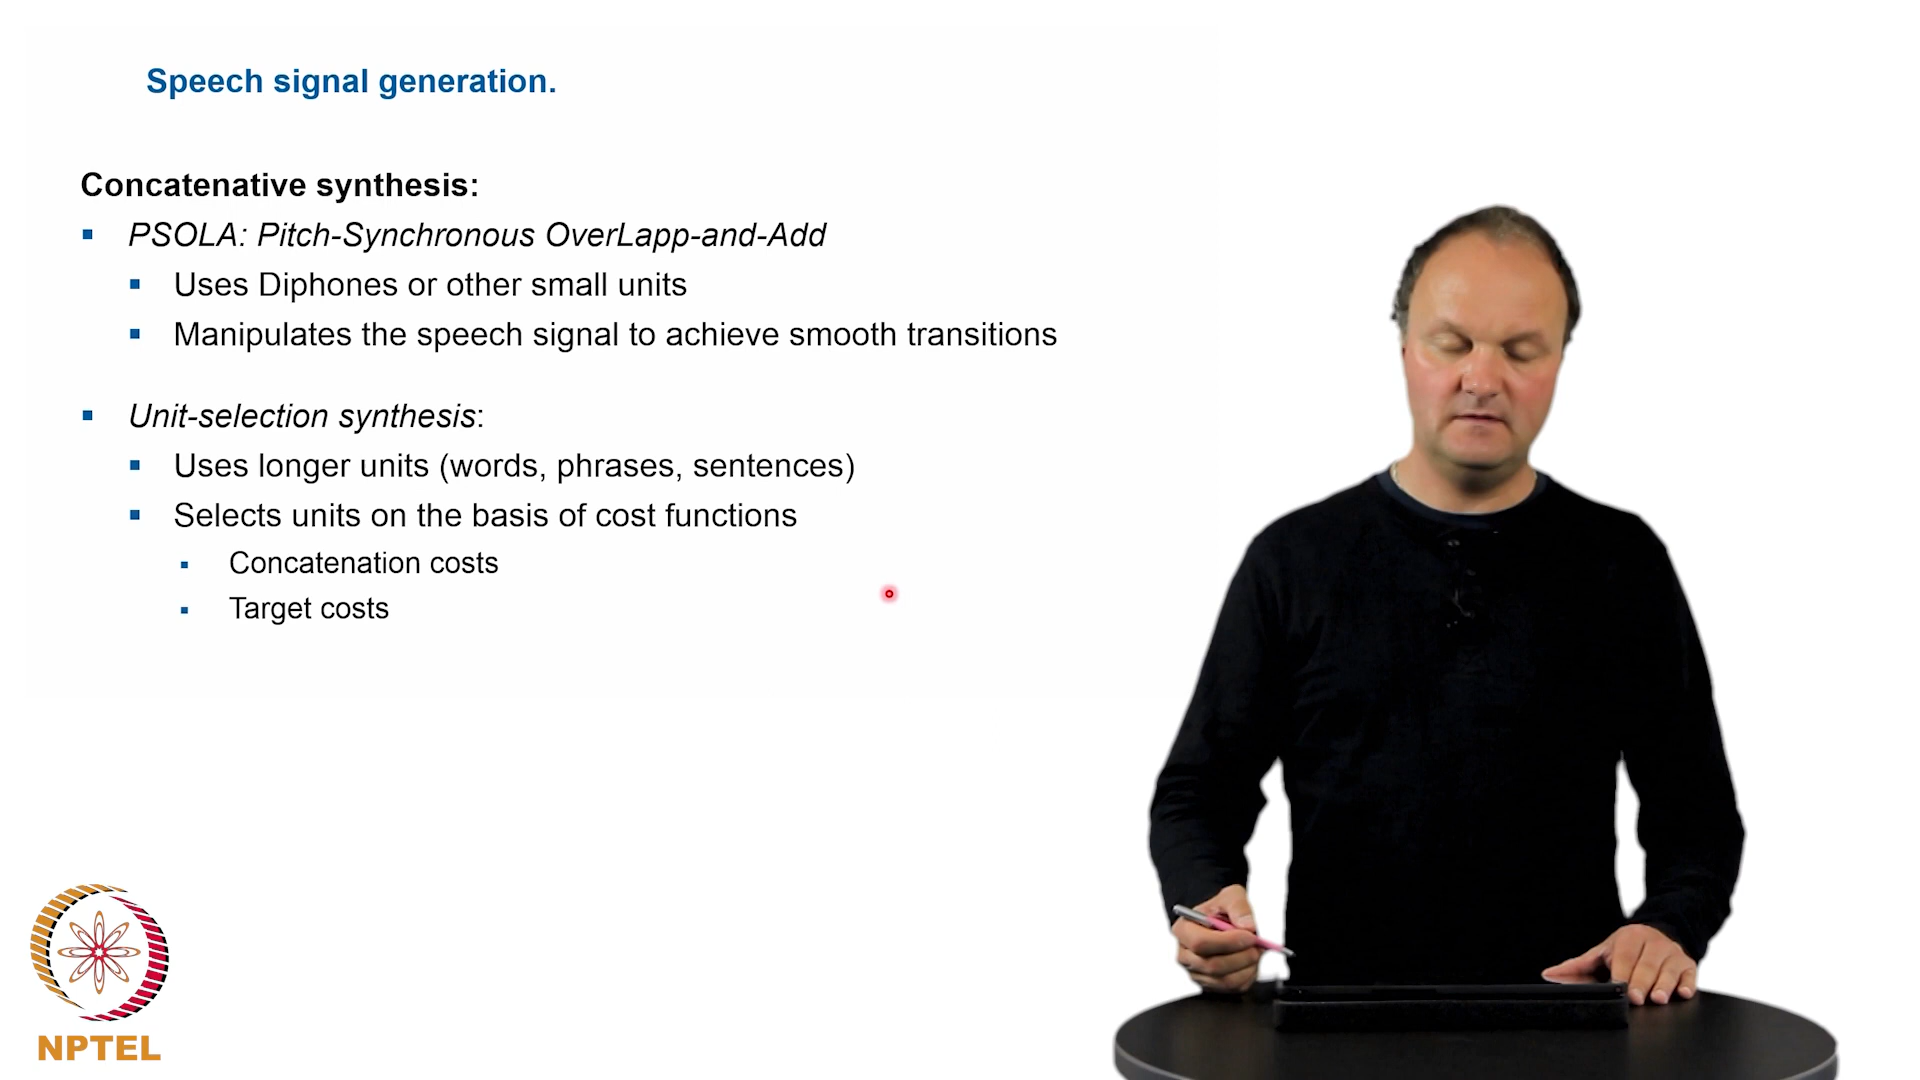 Speech signal generation.
Concatenative synthesis:
PSOLA: Pitch-Synchronous OverLapp-and-Add
Uses Diphones or other small units
Manipulates the speech signal to achieve smooth transitions
Unit-selection synthesis:
Uses longer units (words, phrases, sentences)
Selects units on the basis of cost functions
Concatenation costs
Target costs
NPTEL